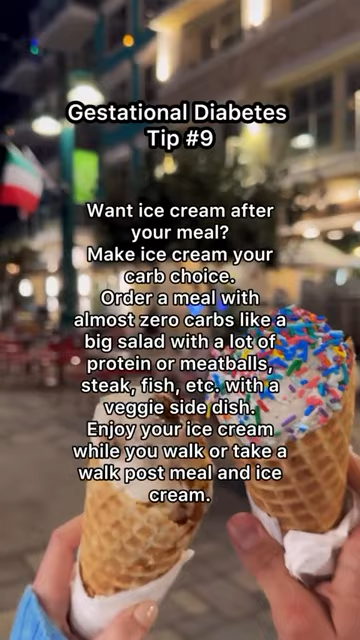 Gestational Diabetes
Tip #9
Want ice cream after
your meal?
Make ice cream your
carb choice.
Order a meal with
almost zero carbs like a
big salad with a lot of
protein or meatballs,
steak, fish, etc. with a
veggie side dish.
Enjoy your ice cream
while you walk or take a
walk post meal and ice
cream.